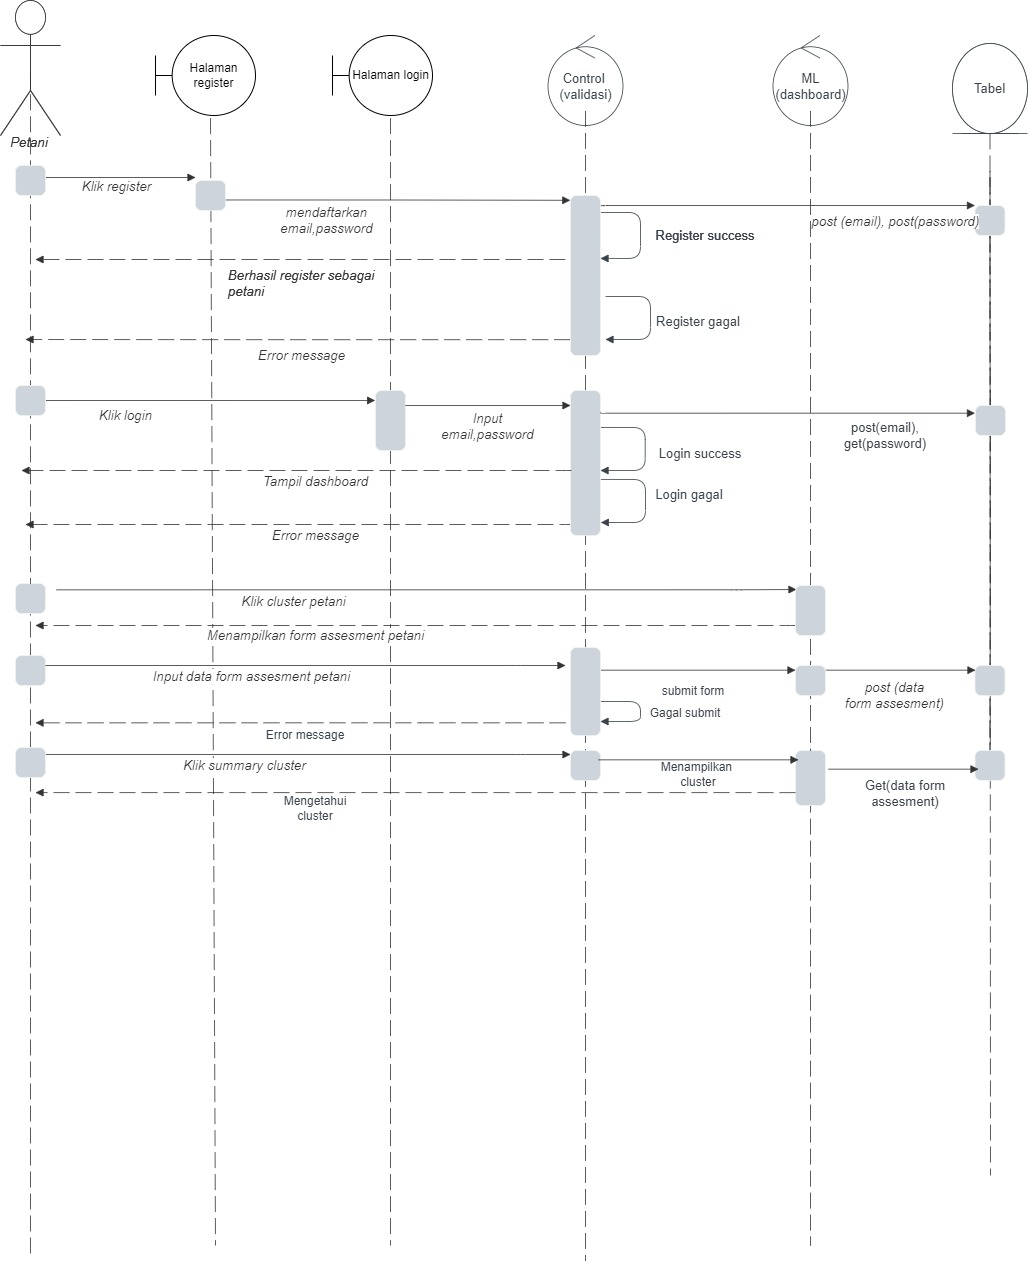 Petani
Halaman
register
Halaman login
Control
(validasi)
ML
(dashboard)
Tabel
Klik register
mendaftarkan
email,password
post (email), post(password)
Register success
Berhasil register sebagai
petani
Register gagal
Error message
Klik login
Input
email,password
post(email),
get(password)
Login success
Tampil dashboard
Login gagal
Error message
Klik cluster petani
Menampilkan form assesment petani
Input data form assesment petani
submit form
post (data
form assesment)
Gagal submit
Error message
Klik summary cluster
Menampilkan
cluster
Get(data form
assesment)
Mengetahui
cluster